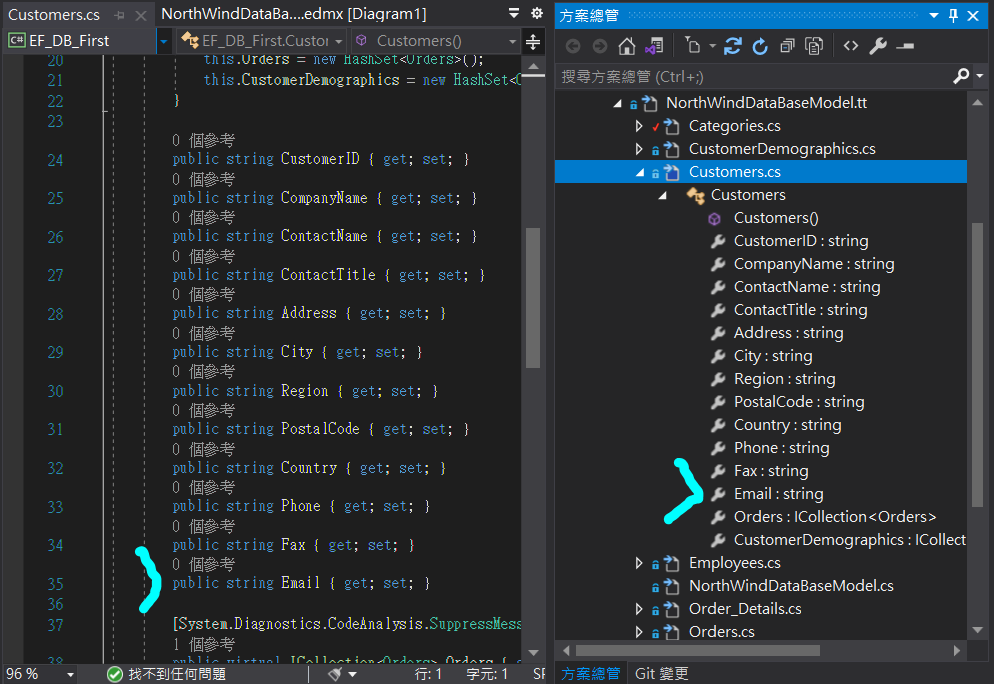 Customers.cs
NorthWindDataBa....edmx [Diagram1]
C# EF_DB_First
EF_DB_First.Custor
Customers()
20 this.Orders = new HashSet<Orders>();
21 this.CustomerDemographics = new HashSet<
22 }
23
0 個參考
24 public string CustomerID { get; set; }
0 個參考
25 public string CompanyName { get; set; }
0 個參考
26 public string ContactName { get; set; }
0 個參考
27 public string ContactTitle { get; set; }
0 個參考
28 public string Address { get; set; }
0 個參考
29 public string City { get; set; }
0 個參考
30 public string Region { get; set; }
0 個參考
31 public string PostalCode { get; set; }
0 個參考
32 public string Country { get; set; }
0 個參考
33 public string Phone { get; set; }
0 個參考
34 public string Fax { get; set; }
0 個參考
35 public string Email { get; set; }
36
37 [System.Diagnostics.CodeAnalysis.SuppressMess
1 個參考
38 public virtual ICollection<Orders> Orders {
96 %
找不到任何問題
行: 1
字元: 1
SF
方案總管
搜尋方案總管 (Ctrl+;)
NorthWindDataBaseModel.tt
Categories.cs
CustomerDemographics.cs
Customers.cs
Customers
Customers()
CustomerID : string
CompanyName : string
ContactName : string
ContactTitle : string
Address : string
City : string
Region : string
PostalCode : string
Country : string
Phone : string
Fax : string
Email : string
Orders : ICollection<Orders>
CustomerDemographics : ICollect
Employees.cs
NorthWindDataBaseModel.cs
Order_Details.cs
Orders.cs
方案總管
Git 變更